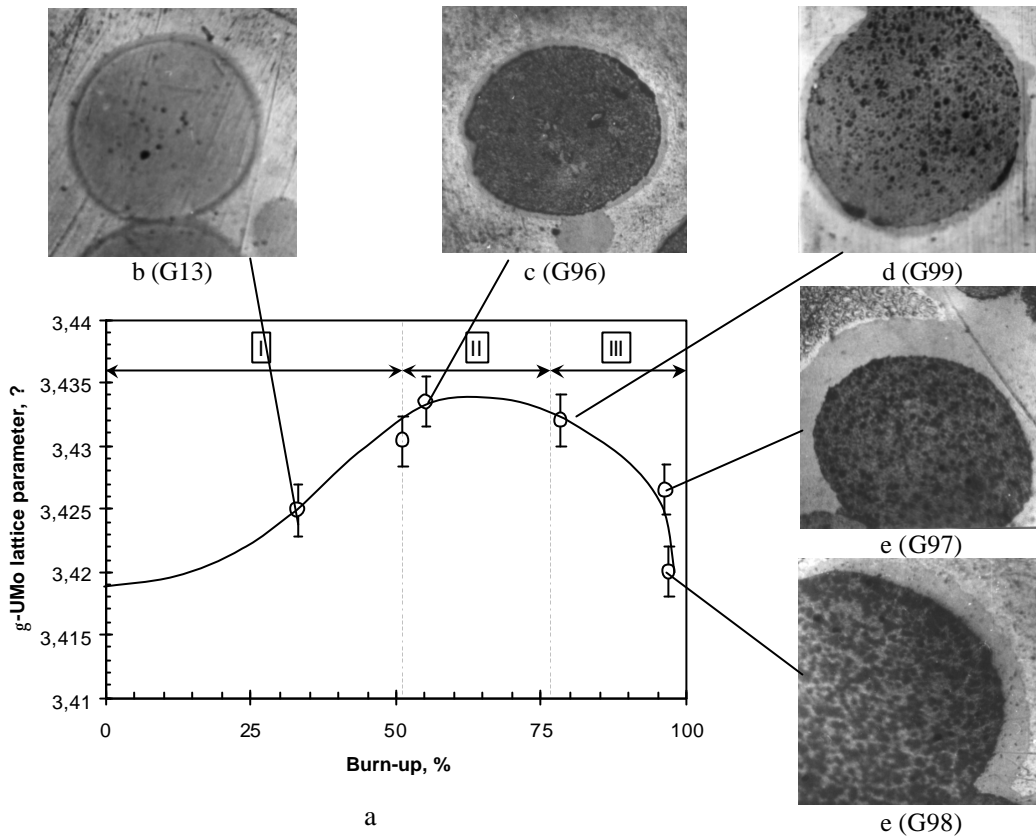 b (G13)
c (G96)
d (G99)
e (G97)
e (G98)
I
II
III
3,44
3,435
3,43
3,425
3,42
3,415
3,41
g-UMo lattice parameter, ?
0
25
50
75
100
Burn-up, %
a